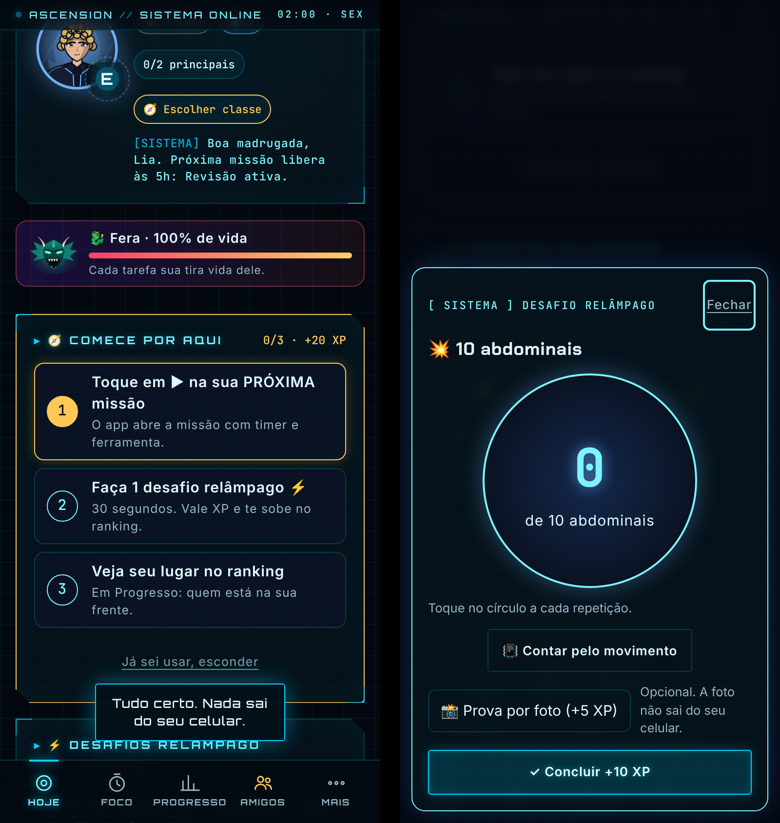 ASCENSION // SISTEMA ONLINE
02:00 · SEX
E
0/2 principais
🧭 Escolher classe
[SISTEMA] Boa madrugada,
Lia. Próxima missão libera
às 5h: Revisão ativa.
🐉 Fera · 100% de vida
Cada tarefa sua tira vida dele.
▶ 🧭 COMECE POR AQUI
0/3 · +20 XP
1
Toque em ▶ na sua PRÓXIMA
missão
O app abre a missão com timer e
ferramenta.
2
Faça 1 desafio relâmpago ⚡
30 segundos. Vale XP e te sobe no
ranking.
3
Veja seu lugar no ranking
Em Progresso: quem está na sua
frente.
Já sei usar, esconder
Tudo certo. Nada sai
do seu celular.
▶ ⚡ DESAFIOS RELÂMPAGO
HOJE
FOCO
PROGRESSO
AMIGOS
MAIS
[ SISTEMA ] DESAFIO RELÂMPAGO
Fechar
💥 10 abdominais
0
de 10 abdominais
Toque no círculo a cada repetição.
📳 Contar pelo movimento
📸 Prova por foto (+5 XP)
Opcional. A foto
não sai do seu
celular.
✓ Concluir +10 XP